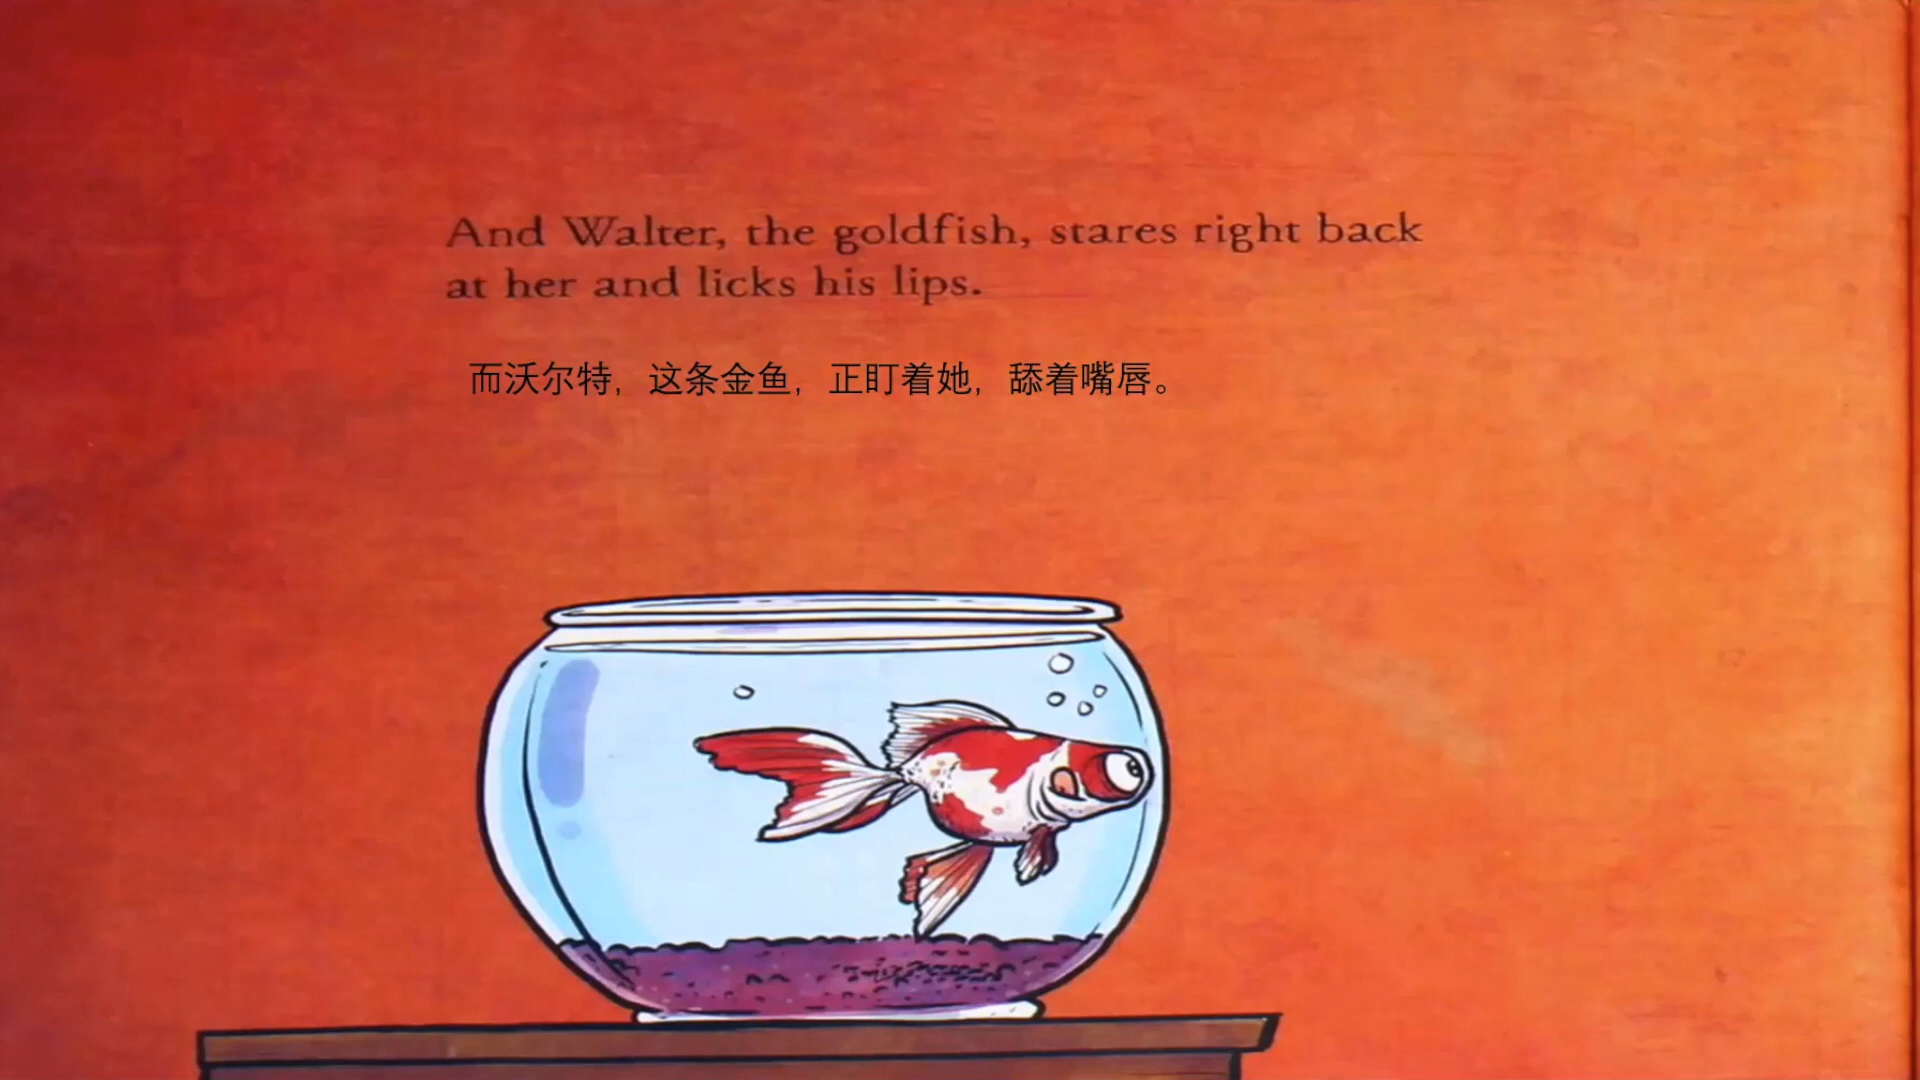 And Walter, the goldfish, stares right back
at her and licks his lips.
而沃尔特，这条金鱼，正盯着她，舔着嘴唇。